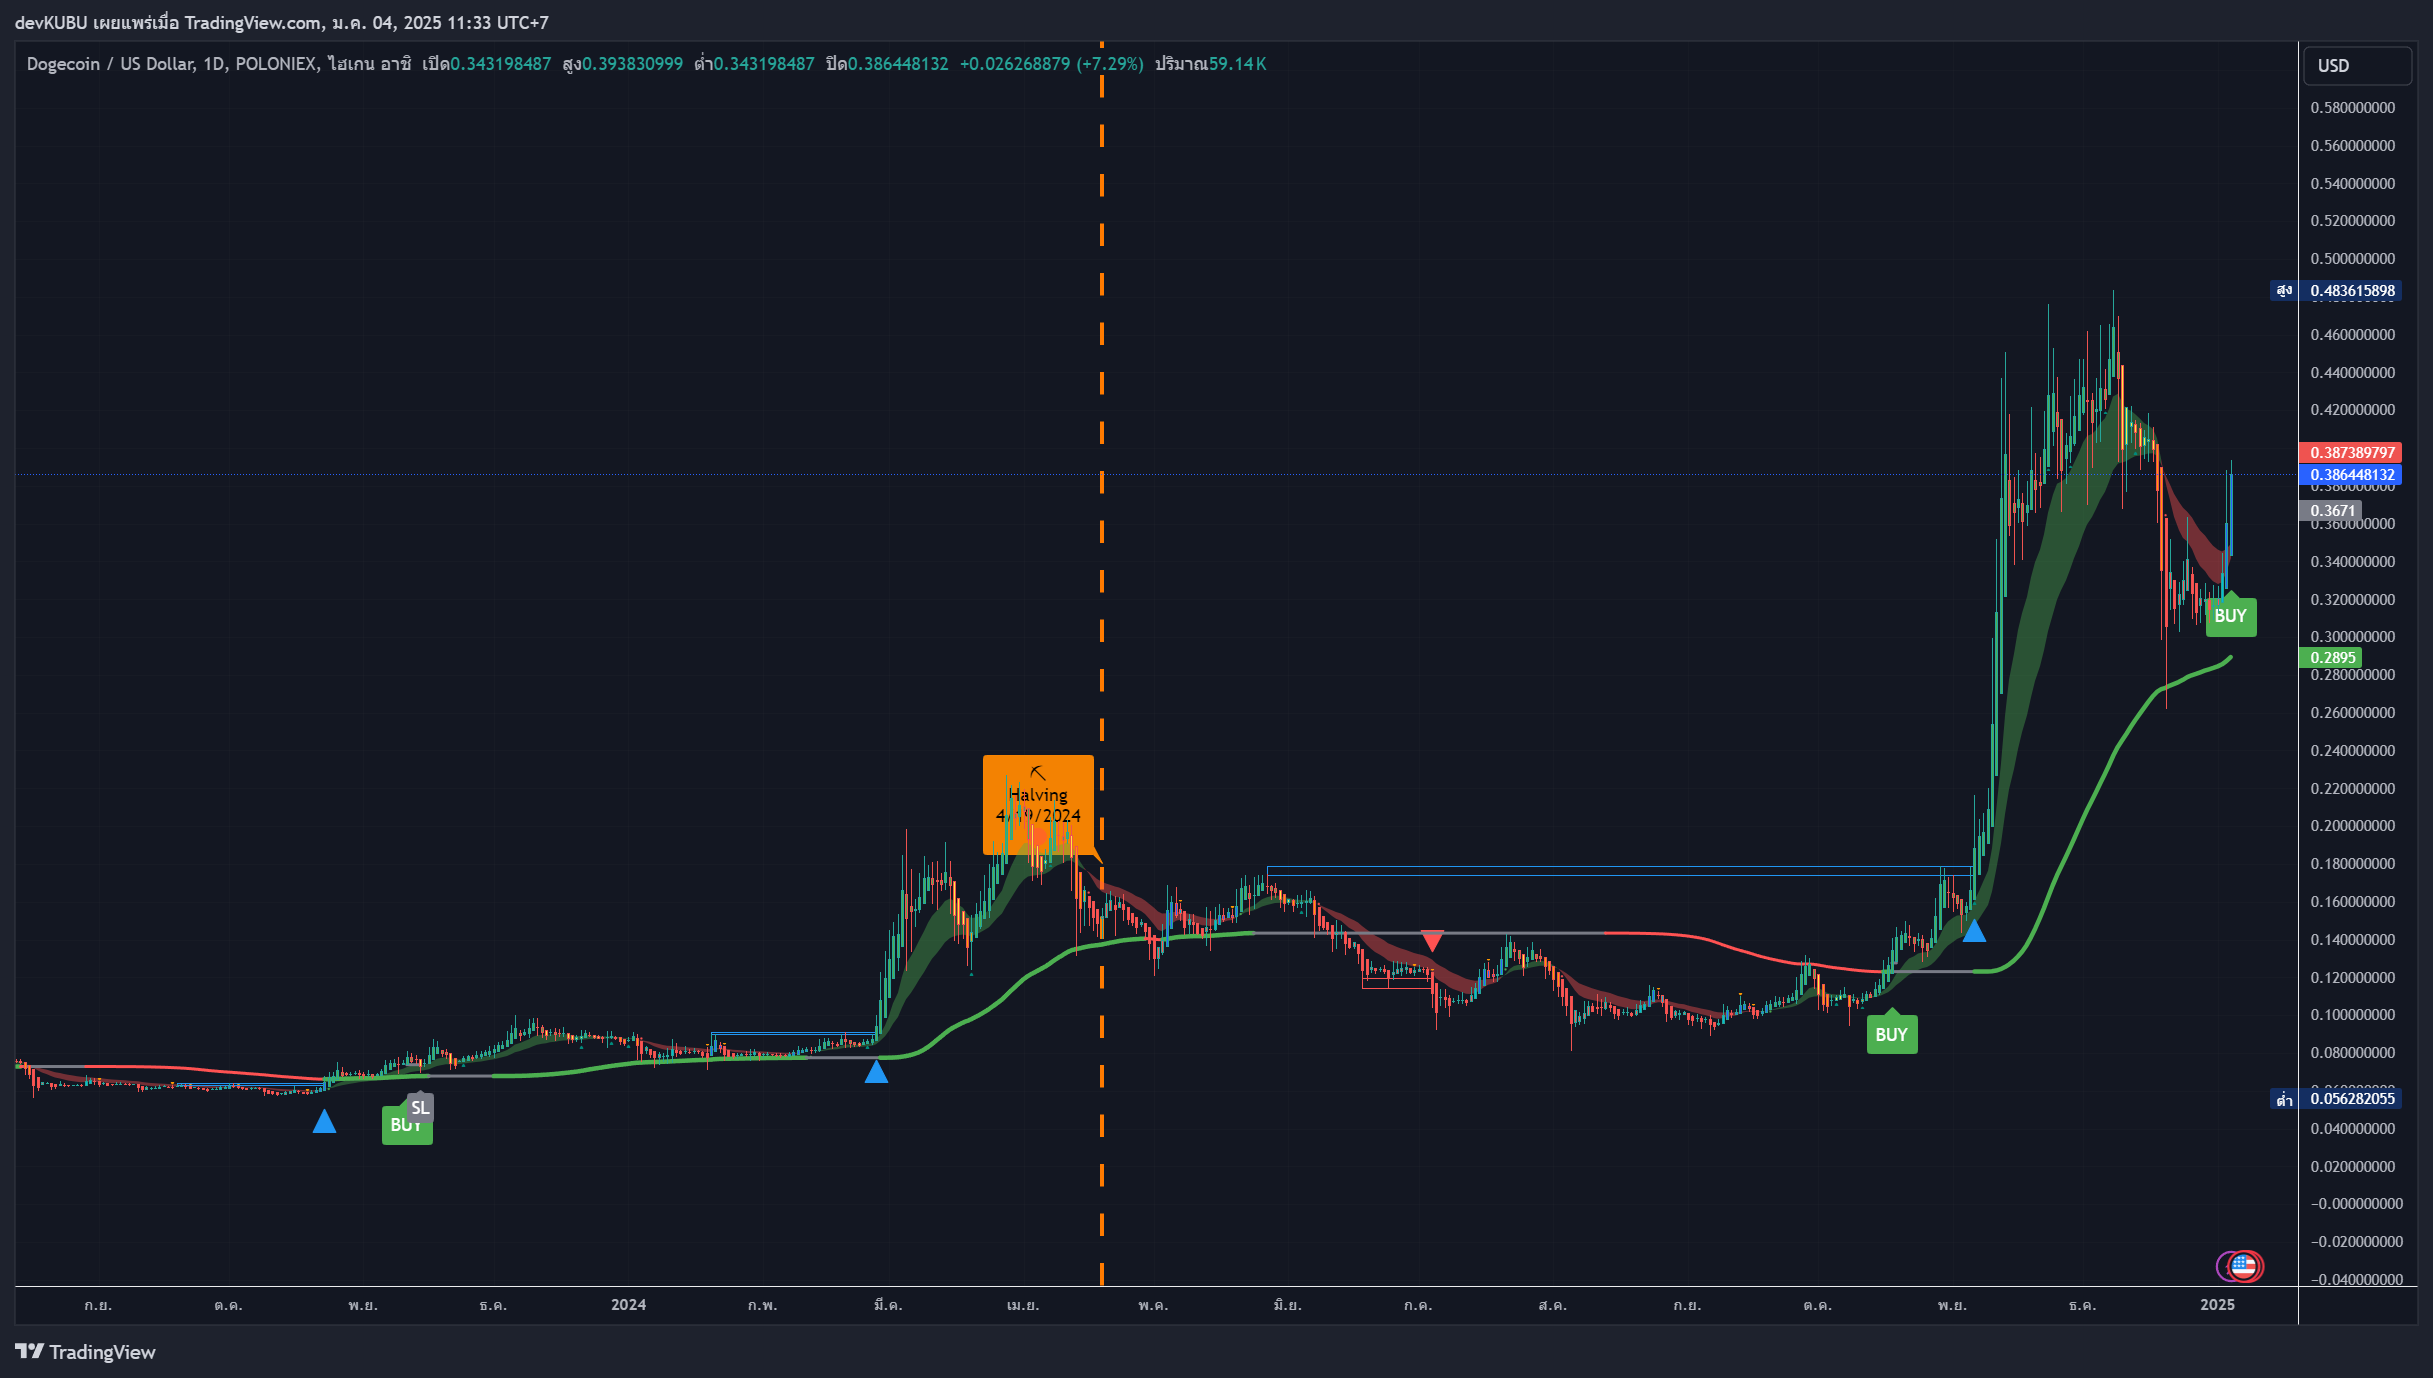 devKUBU เผยแพร่เมื่อ TradingView.com, ม.ค. 04, 2025 11:33 UTC+7
Dogecoin / US Dollar, 1D, POLONIEX, ไฮเกน อาชิ เปิด0.343198487 สูง0.393830999 ต่ำ0.343198487 ปิด0.386448132 +0.026268879 (+7.29%) ปริมาณ59.14K
USD
0.580000000
0.560000000
0.540000000
0.520000000
0.500000000
สูง 0.483615898
0.460000000
0.440000000
0.420000000
0.387389797
0.386448132
0.380000000
0.3671
0.360000000
0.340000000
0.320000000
BUY
0.300000000
0.2895
0.280000000
0.260000000
0.240000000
0.220000000
Halving
4/19/2024
0.200000000
0.180000000
0.160000000
0.140000000
0.120000000
0.100000000
BUY
0.080000000
0.060000000
ต่ำ 0.056282055
SL
BUY
0.040000000
0.020000000
-0.000000000
-0.020000000
-0.040000000
ก.ย. ต.ค. พ.ย. ธ.ค. 2024 ก.พ. มี.ค. เม.ย. พ.ค. มิ.ย. ก.ค. ส.ค. ก.ย. ต.ค. พ.ย. ธ.ค. 2025
TradingView